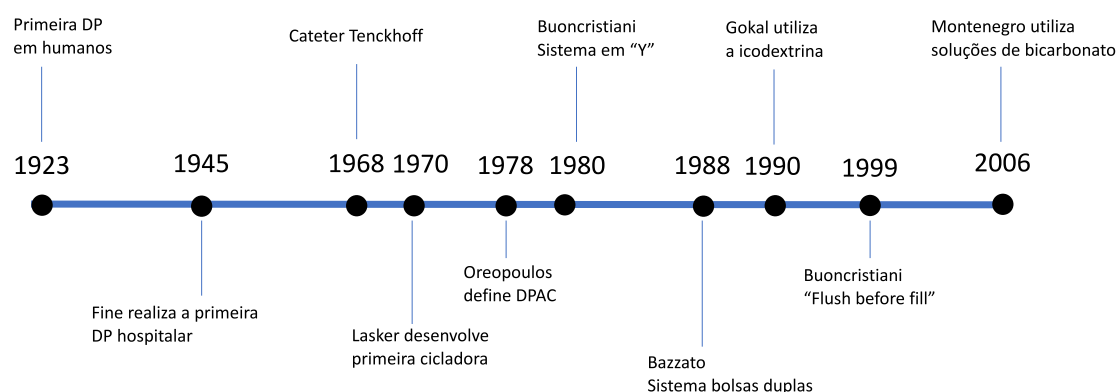 Primeira DP
em humanos
Cateter Tenckhoff
Buoncristiani
Sistema em “Y”
Gokal utiliza
a icodextrina
Montenegro utiliza
soluções de bicarbonato
1923
1945
1968
1970
1978
1980
1988
1990
1999
2006
Fine realiza a primeira
DP hospitalar
Lasker desenvolve
primeira cicladora
Oreopoulos
define DPAC
Bazzato
Sistema bolsas duplas
Buoncristiani
“Flush before fill”